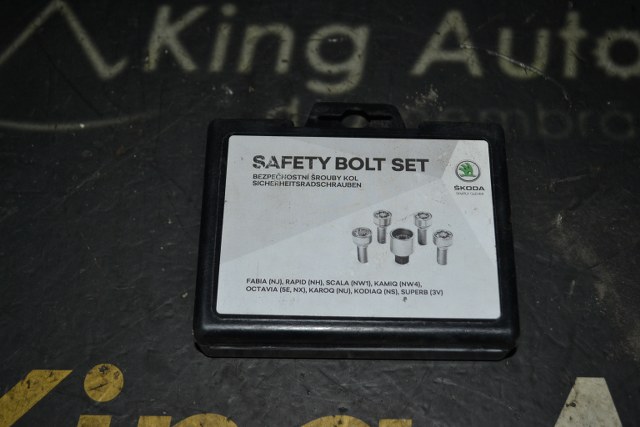 King Auto
SAFETY BOLT SET
BEZPEČNOSTNÍ ŠROUBY KOL
SICHERHEITSRADSCHRAUBEN
ŠKODA
FABIA (NJ), RAPID (NH), SCALA (NW1), KAMIQ (NW4),
OCTAVIA (5E, NX), KAROQ (NU), KODIAQ (NS), SUPERB (3V)
King A